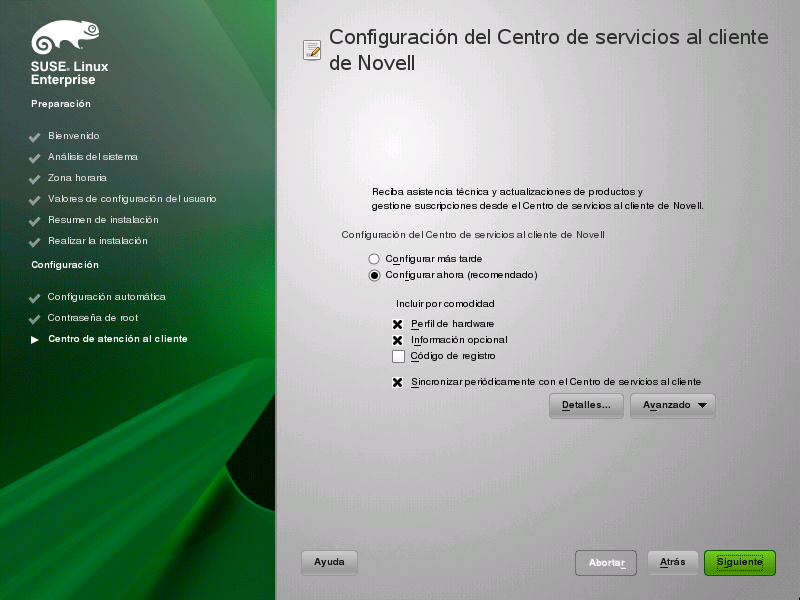 SUSE® Linux
Enterprise
Preparación
Bienvenido
Análisis del sistema
Zona horaria
Valores de configuración del usuario
Resumen de instalación
Realizar la instalación
Configuración
Configuración automática
Contraseña de root
Centro de atención al cliente
Configuración del Centro de servicios al cliente
de Novell
Reciba asistencia técnica y actualizaciones de productos y
gestione suscripciones desde el Centro de servicios al cliente de Novell.
Configuración del Centro de servicios al cliente de Novell
Configurar más tarde
Configurar ahora (recomendado)
Incluir por comodidad
Perfil de hardware
Información opcional
Código de registro
Sincronizar periódicamente con el Centro de servicios al cliente
Detalles... Avanzado
Ayuda Abortar Atrás Siguiente